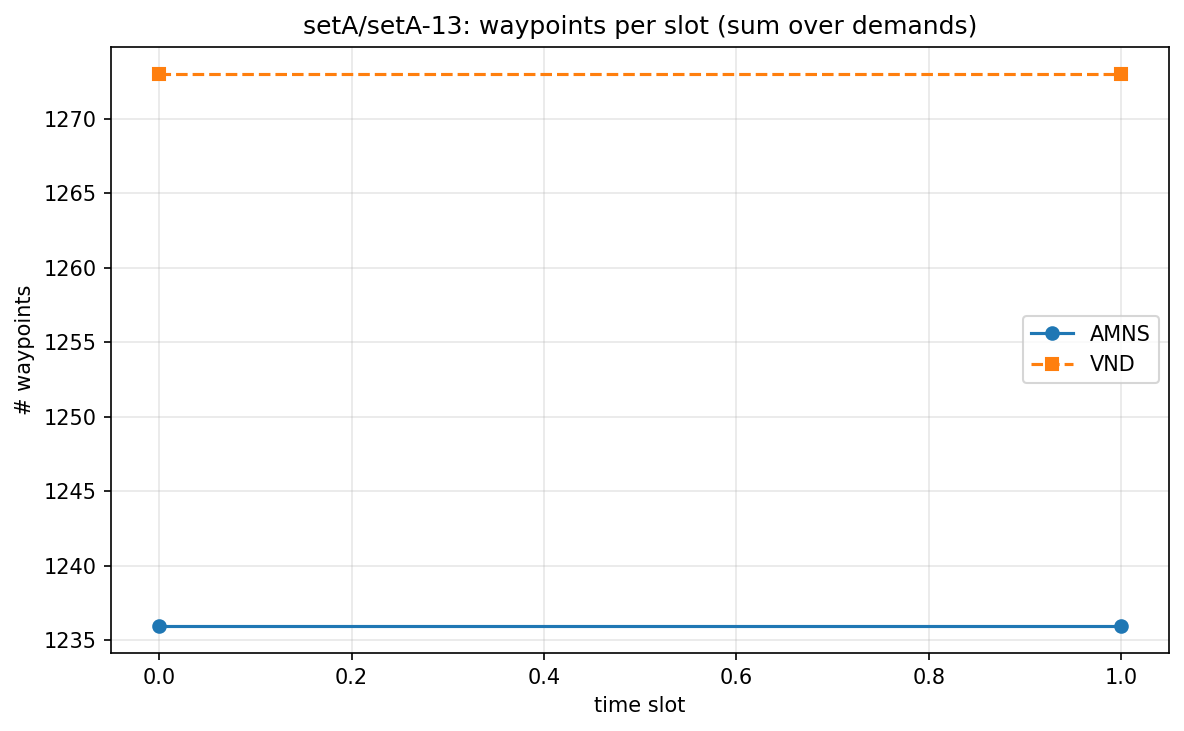 setA/setA-13: waypoints per slot (sum over demands)
1270
1265
1260
1255
1250
1245
1240
1235
# waypoints
AMNS
VND
0.0 0.2 0.4 0.6 0.8 1.0
time slot